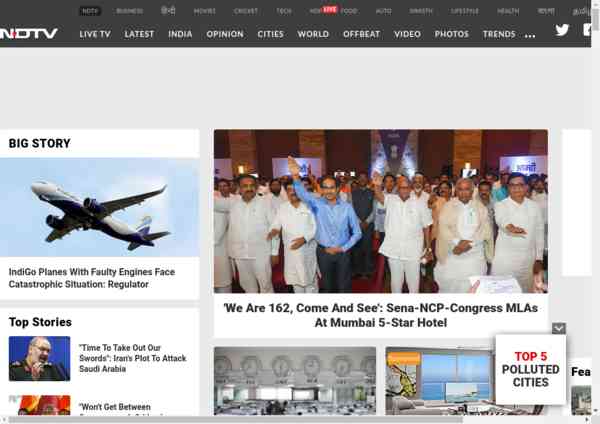 NDTV BUSINESS हिन्दी MOVIES CRICKET TECH LIVE FOOD AUTO SWASTH LIFESTYLE HEALTH বাংলা தமிழ்
NDTV LIVE TV LATEST INDIA OPINION CITIES WORLD OFFBEAT VIDEO PHOTOS TRENDS ...
BIG STORY
IndiGo Planes With Faulty Engines Face
Catastrophic Situation: Regulator
'We Are 162, Come And See': Sena-NCP-Congress MLAs
At Mumbai 5-Star Hotel
Top Stories
"Time To Take Out Our
Swords": Iran's Plot To Attack
Saudi Arabia
"Won't Get Between
TOP 5
POLLUTED
CITIES
Fea